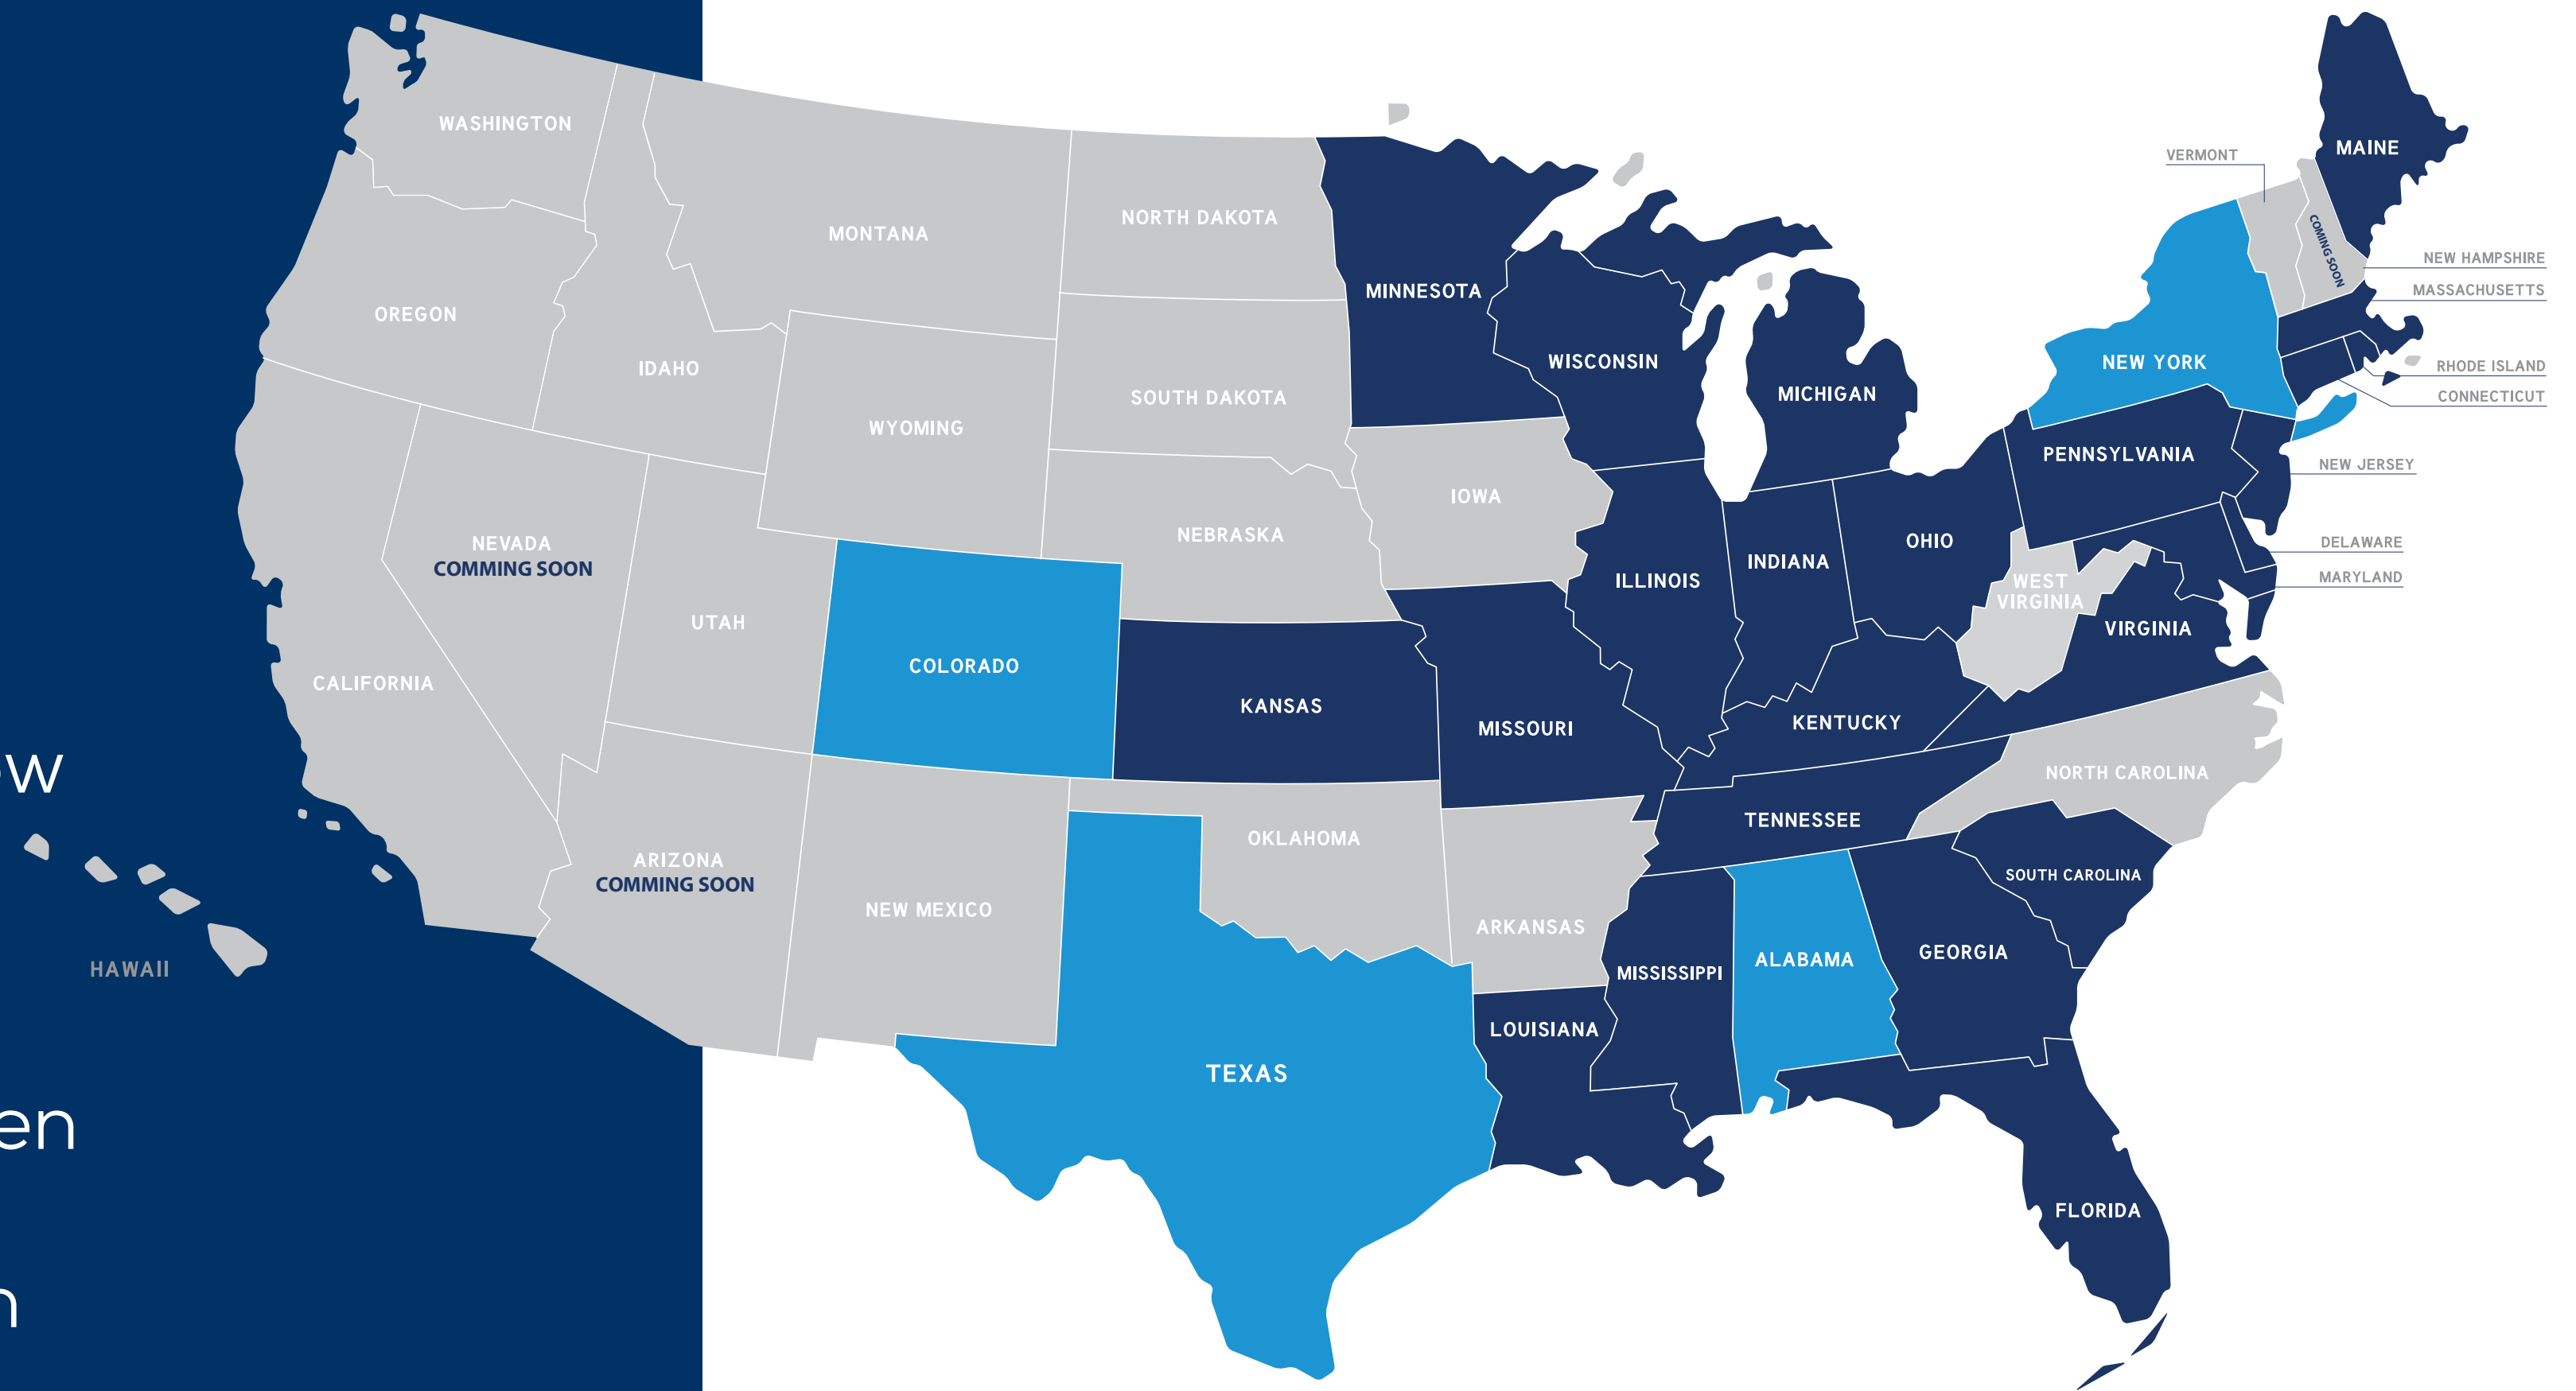 WASHINGTON
MAINE
VERMONT
NORTH DAKOTA
MONTANA
COMING SOON
NEW HAMPSHIRE
MINNESOTA
MASSACHUSETTS
OREGON
WISCONSIN
NEW YORK
IDAHO
RHODE ISLAND
MICHIGAN
SOUTH DAKOTA
CONNECTICUT
WYOMING
PENNSYLVANIA
NEW JERSEY
IOWA
NEBRASKA
OHIO
DELAWARE
NEVADA
COMMING SOON
INDIANA
MARYLAND
ILLINOIS
WEST
VIRGINIA
UTAH
VIRGINIA
COLORADO
CALIFORNIA
KANSAS
KENTUCKY
MISSOURI
NORTH CAROLINA
w
TENNESSEE
OKLAHOMA
ARIZONA
COMMING SOON
SOUTH CAROLINA
NEW MEXICO
ARKANSAS
GEORGIA
ALABAMA
HAWAII
MISSISSIPPI
LOUISIANA
TEXAS
en
FLORIDA